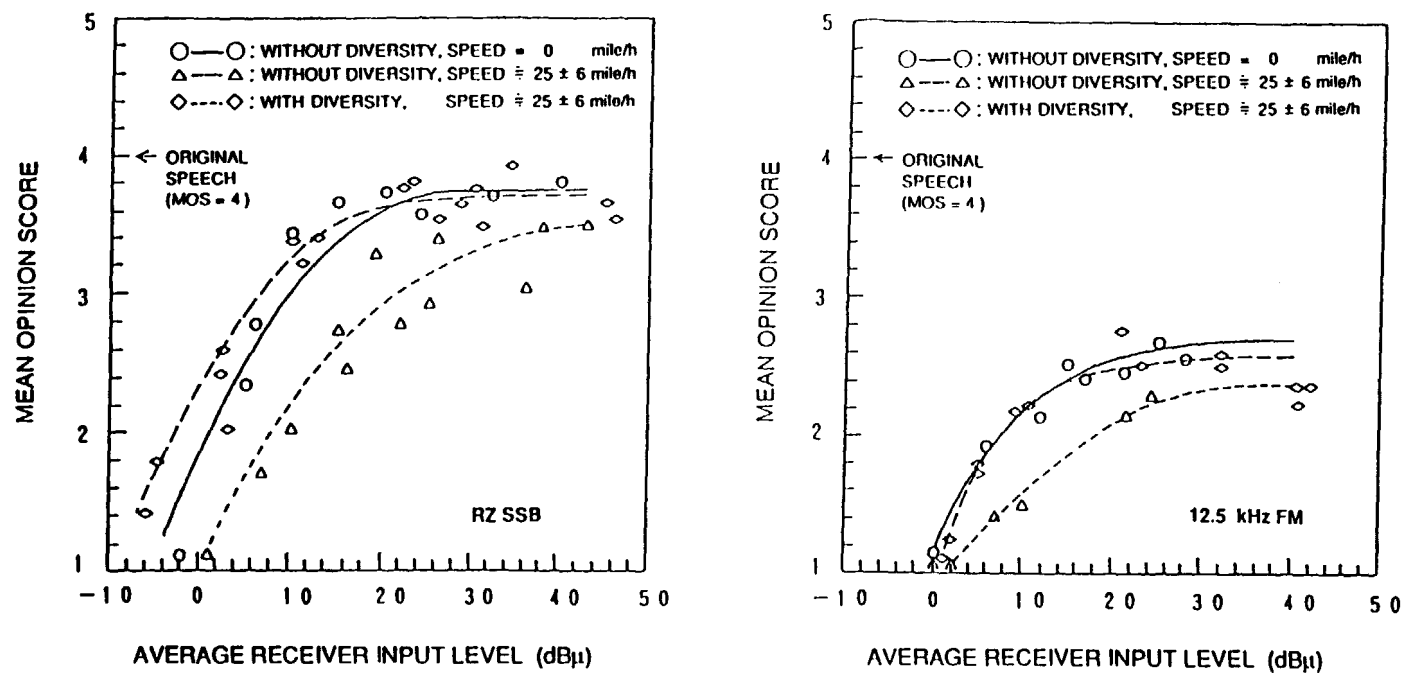 5
O—O : WITHOUT DIVERSITY, SPEED = 0 mile/h
△—△ : WITHOUT DIVERSITY, SPEED ≒ 25 ± 6 mile/h
◇----◇ : WITH DIVERSITY, SPEED ≒ 25 ± 6 mile/h
4
← ORIGINAL
SPEECH
(MOS = 4)
3
2
1
MEAN OPINION SCORE
RZ SSB
-10 0 10 20 30 40 50
AVERAGE RECEIVER INPUT LEVEL (dBμ)
5
O—O : WITHOUT DIVERSITY, SPEED = 0 mile/h
△—△ : WITHOUT DIVERSITY, SPEED ≒ 25 ± 6 mile/h
◇----◇ : WITH DIVERSITY, SPEED ≒ 25 ± 6 mile/h
4
← ORIGINAL
SPEECH
(MOS = 4)
3
2
1
MEAN OPINION SCORE
12.5 kHz FM
-10 0 10 20 30 40 50
AVERAGE RECEIVER INPUT LEVEL (dBμ)